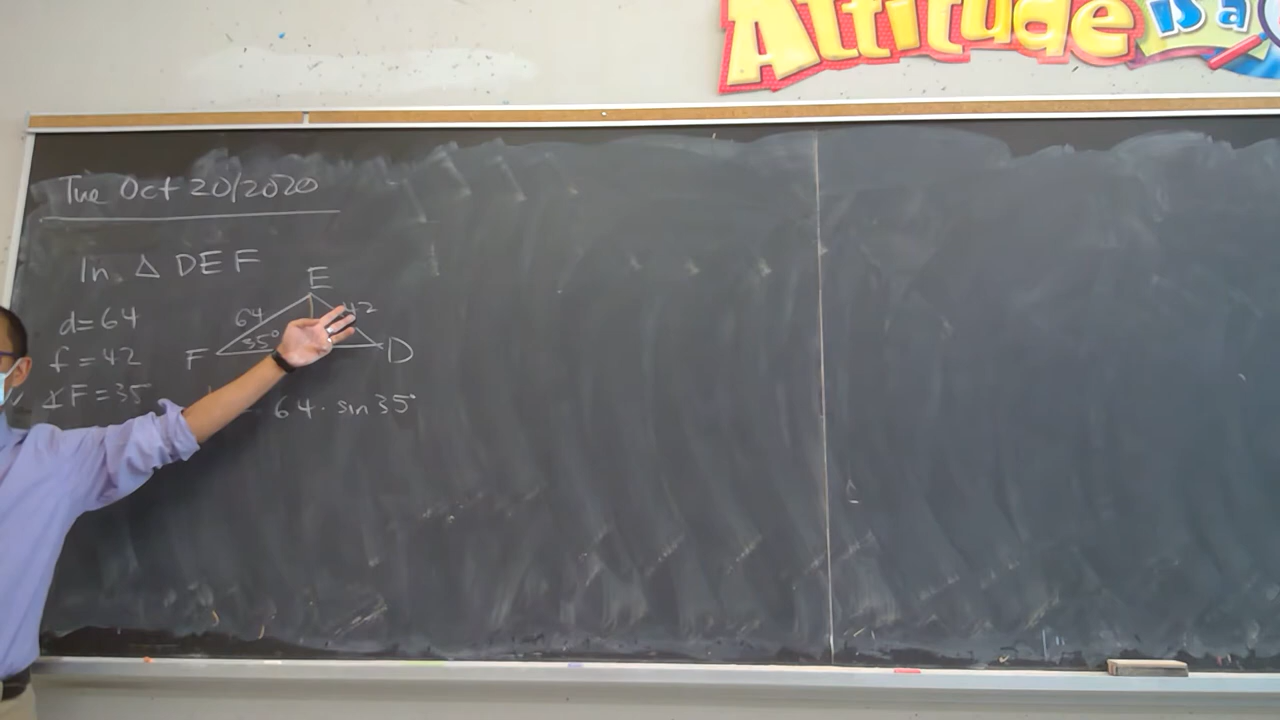 Attitude is a
Tue Oct 20/2020
In △ DEF
E
d=64
64
42
f=42
F
35°
D
∡F=35
= 64 · sin 35°